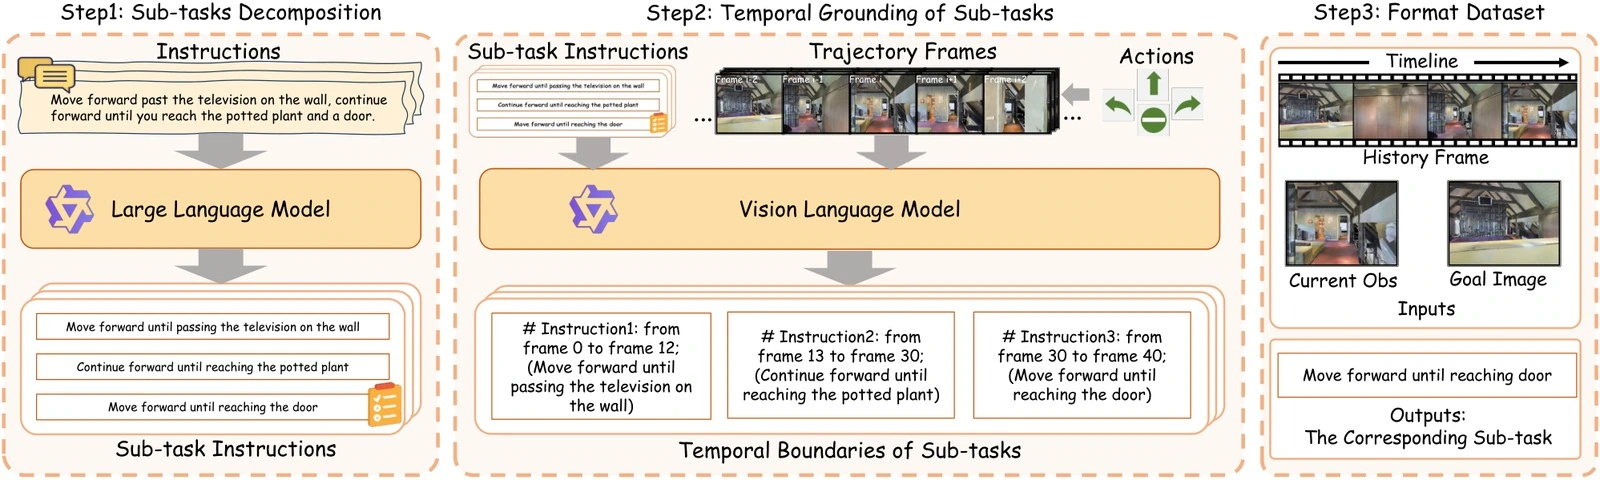 Step1: Sub-tasks Decomposition
Instructions
Move forward past the television on the wall, continue
forward until you reach the potted plant and a door.
Large Language Model
Move forward until passing the television on the wall
Continue forward until reaching the potted plant
Move forward until reaching the door
Sub-task Instructions
Step2: Temporal Grounding of Sub-tasks
Sub-task Instructions
Move forward until passing the television on the wall
Continue forward until reaching the potted plant
Move forward until reaching the door
Trajectory Frames
...
Frame i-2
Frame i-1
Frame i
Frame i+1
Frame i+2
...
Actions
Vision Language Model
# Instruction1: from
frame 0 to frame 12;
(Move forward until
passing the television on
the wall)
# Instruction2: from
frame 13 to frame 30;
(Continue forward until
reaching the potted plant)
# Instruction3: from
frame 30 to frame 40;
(Move forward until
reaching the door)
Temporal Boundaries of Sub-tasks
Step3: Format Dataset
Timeline
History Frame
Current Obs
Goal Image
Inputs
Move forward until reaching door
Outputs:
The Corresponding Sub-task